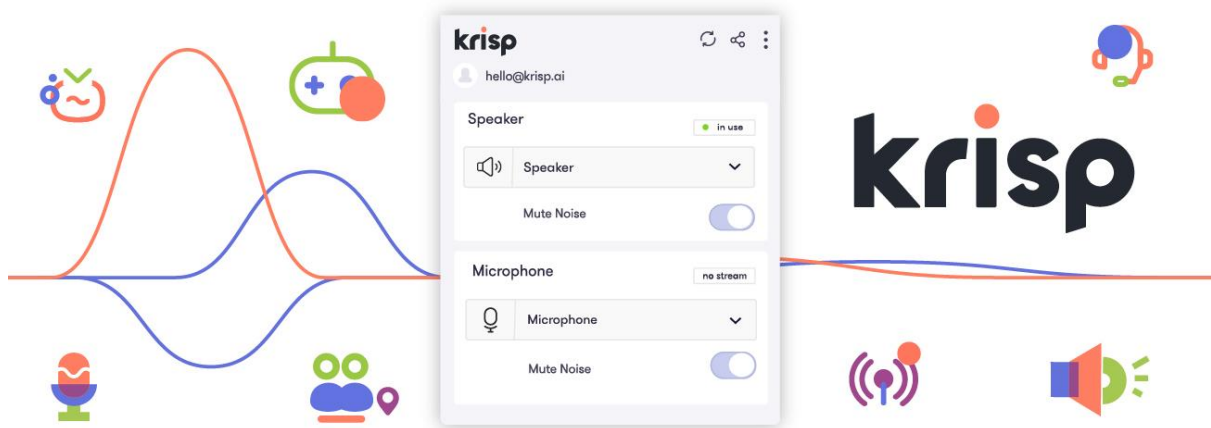 krisp
hello@krisp.ai
Speaker
in use
Speaker
Mute Noise
Microphone
no stream
Microphone
Mute Noise
krisp